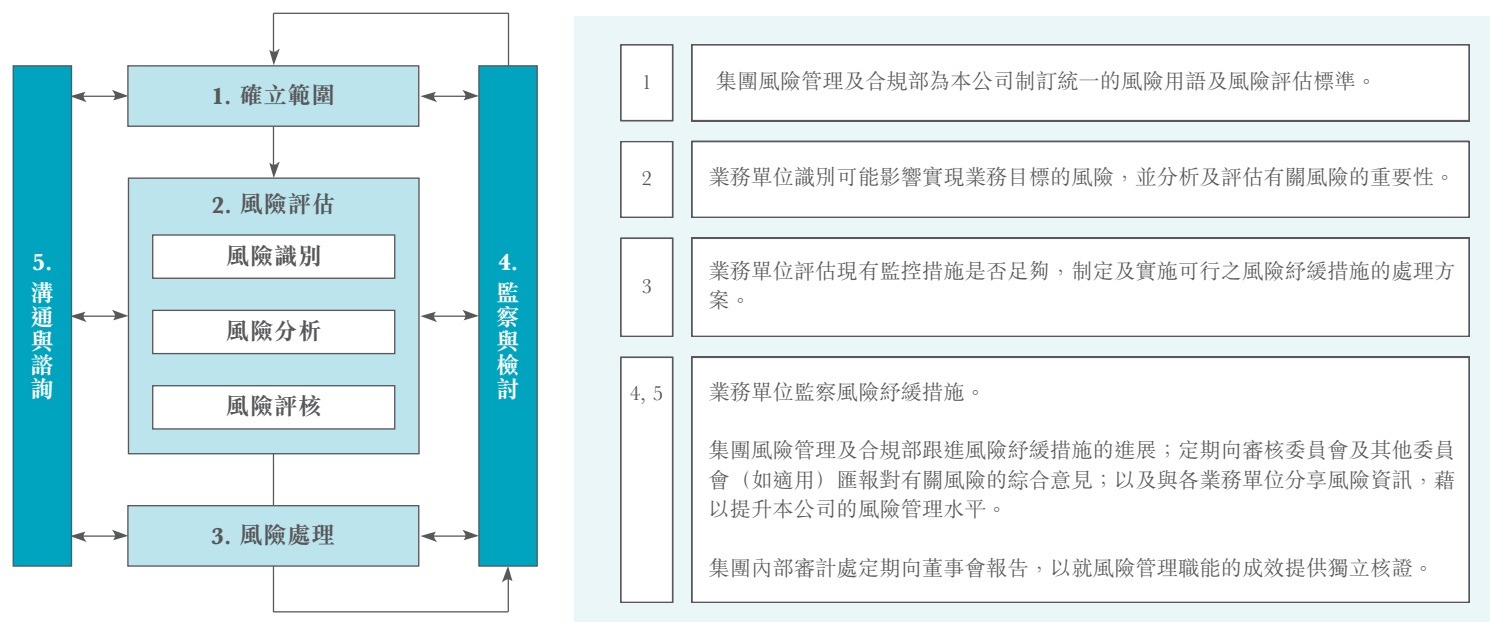 1. 確立範圍
2. 風險評估
風險識別
風險分析
風險評核
3. 風險處理
5. 溝通與諮詢
4. 監察與檢討
1
集團風險管理及合規部為本公司制訂統一的風險用語及風險評估標準。
2
業務單位識別可能影響實現業務目標的風險，並分析及評估有關風險的重要性。
3
業務單位評估現有監控措施是否足夠，制定及實施可行之風險紓緩措施的處理方
案。
4, 5
業務單位監察風險紓緩措施。
集團風險管理及合規部跟進風險紓緩措施的進展；定期向審核委員會及其他委員
會（如適用）匯報對有關風險的綜合意見；以及與各業務單位分享風險資訊，藉
以提升本公司的風險管理水平。
集團內部審計處定期向董事會報告，以就風險管理職能的成效提供獨立核證。